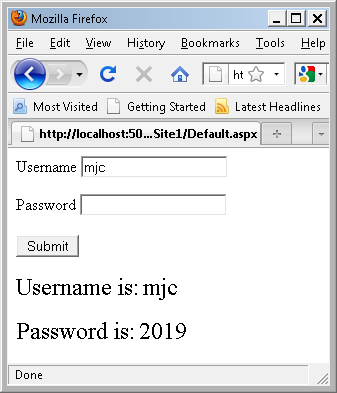 Mozilla Firefox
File Edit View History Bookmarks Tools Help
ht
Most Visited Getting Started Latest Headlines
http://localhost:50...Site1/Default.aspx
Username mjc
Password
Submit
Username is: mjc
Password is: 2019
Done